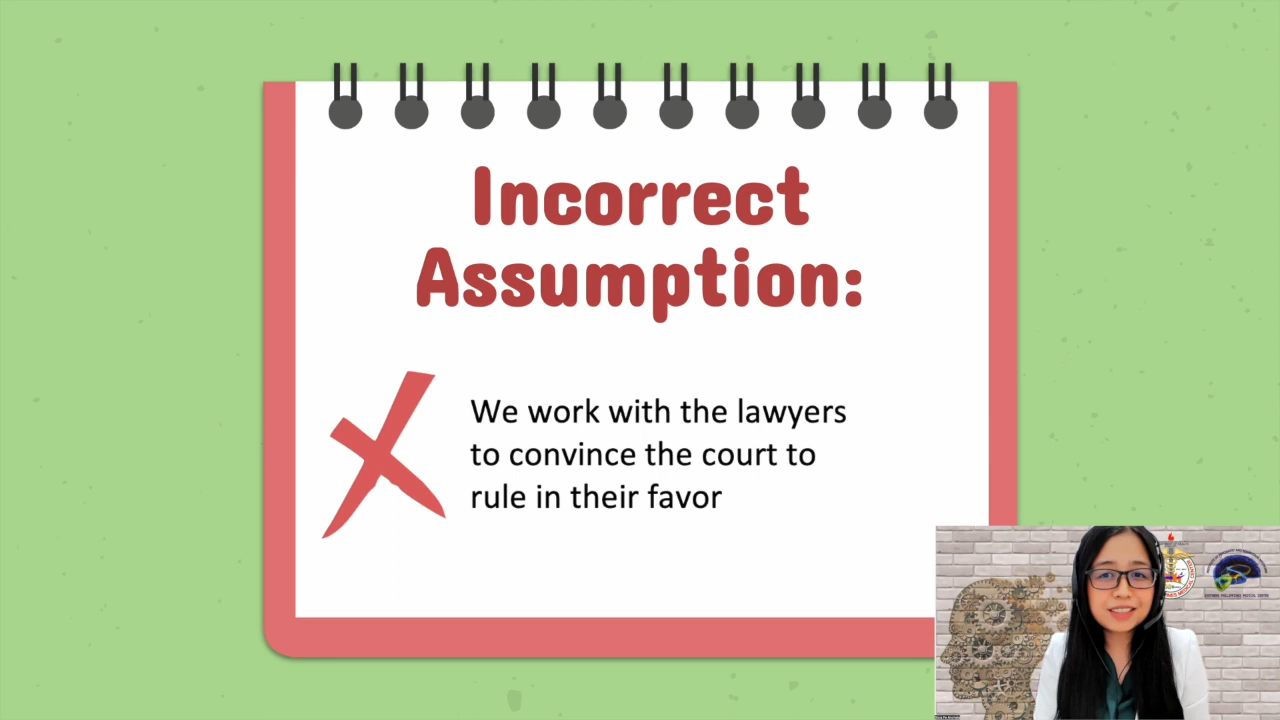 Incorrect
Assumption:
We work with the lawyers
to convince the court to
rule in their favor